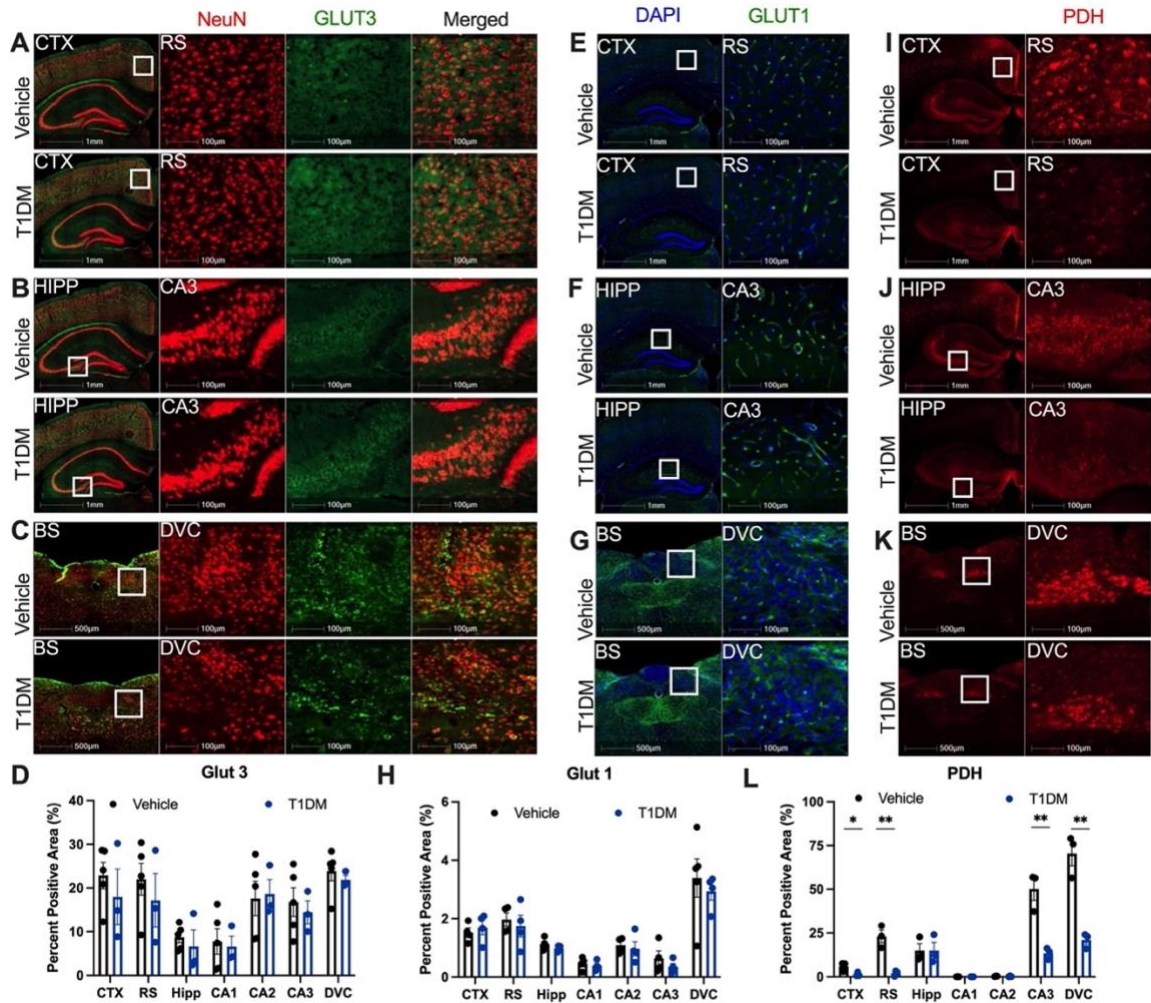 NeuN GLUT3 Merged DAPI GLUT1 PDH
A CTX RS E CTX RS I CTX RS
Vehicle Vehicle Vehicle
1mm 100µm 100µm 100µm 1mm 100µm 1mm 100µm
CTX RS CTX RS CTX RS
T1DM T1DM T1DM
1mm 100µm 100µm 100µm 1mm 100µm 1mm 100µm
B HIPP CA3 F HIPP CA3 J HIPP CA3
Vehicle Vehicle Vehicle
1mm 100µm 100µm 100µm 1mm 100µm 1mm 100µm
HIPP CA3 HIPP CA3 HIPP CA3
T1DM T1DM T1DM
1mm 100µm 100µm 100µm 1mm 100µm 1mm 100µm
C BS DVC G BS DVC K BS DVC
Vehicle Vehicle Vehicle
500µm 100µm 100µm 100µm 500µm 100µm 500µm 100µm
BS DVC BS DVC BS DVC
T1DM T1DM T1DM
500µm 100µm 100µm 100µm 500µm 100µm 500µm 100µm
D Glut 3
Vehicle T1DM
Percent Positive Area (%)
40
30
20
10
0
CTX RS Hipp CA1 CA2 CA3 DVC
H Glut 1
Vehicle T1DM
Percent Positive Area (%)
6
4
2
0
CTX RS Hipp CA1 CA2 CA3 DVC
L PDH
Vehicle T1DM
Percent Positive Area (%)
100
75
50
25
0
* ** ** **
CTX RS Hipp CA1 CA2 CA3 DVC